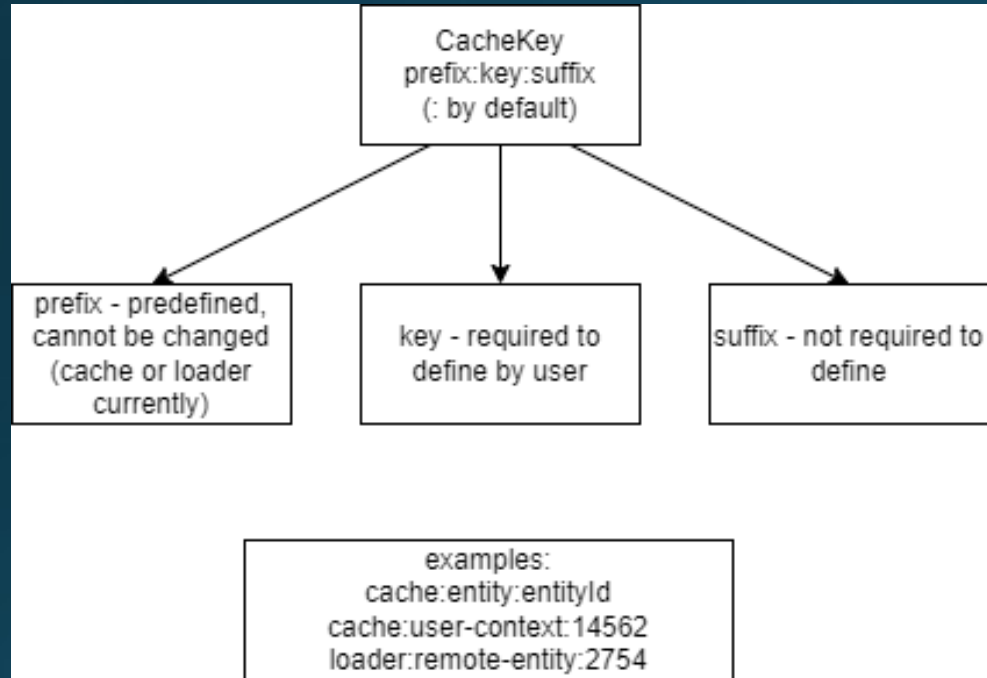 CacheKey
prefix:key:suffix
(: by default)
prefix - predefined,
cannot be changed
(cache or loader
currently)
key - required to
define by user
suffix - not required to
define
examples:
cache:entity:entityId
cache:user-context:14562
loader:remote-entity:2754